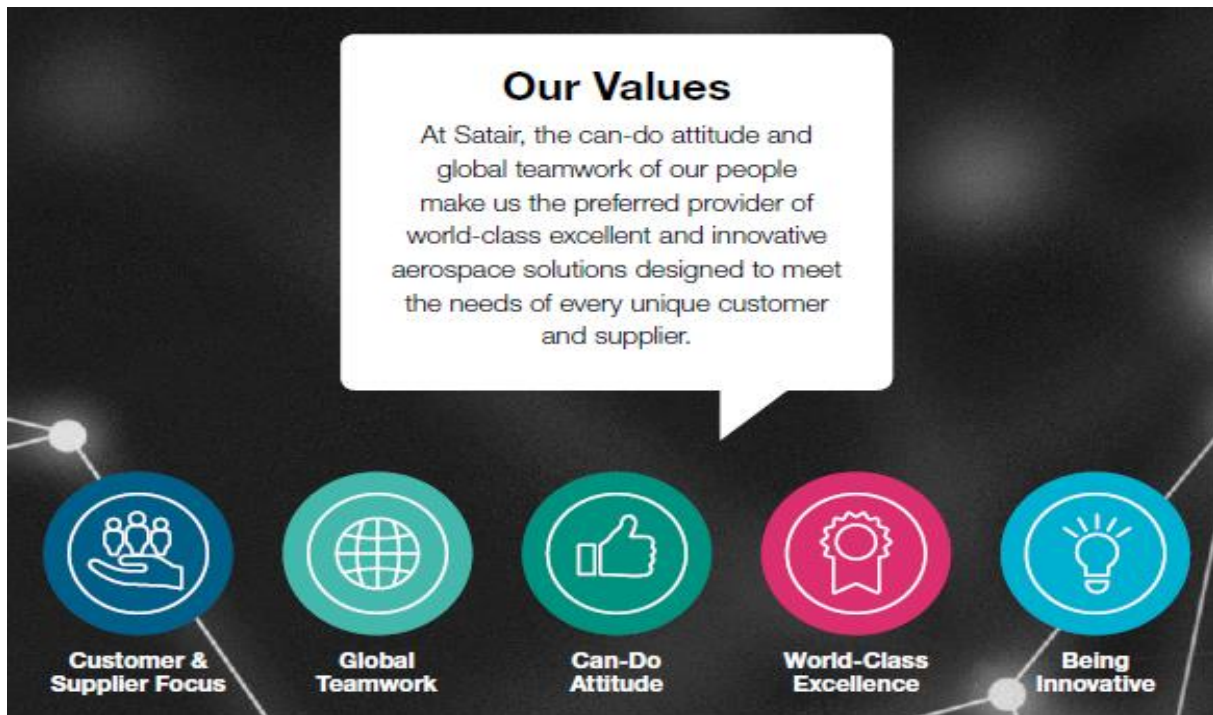 Our Values
At Satair, the can-do attitude and
global teamwork of our people
make us the preferred provider of
world-class excellent and innovative
aerospace solutions designed to meet
the needs of every unique customer
and supplier.
Customer &
Supplier Focus
Global
Teamwork
Can-Do
Attitude
World-Class
Excellence
Being
Innovative